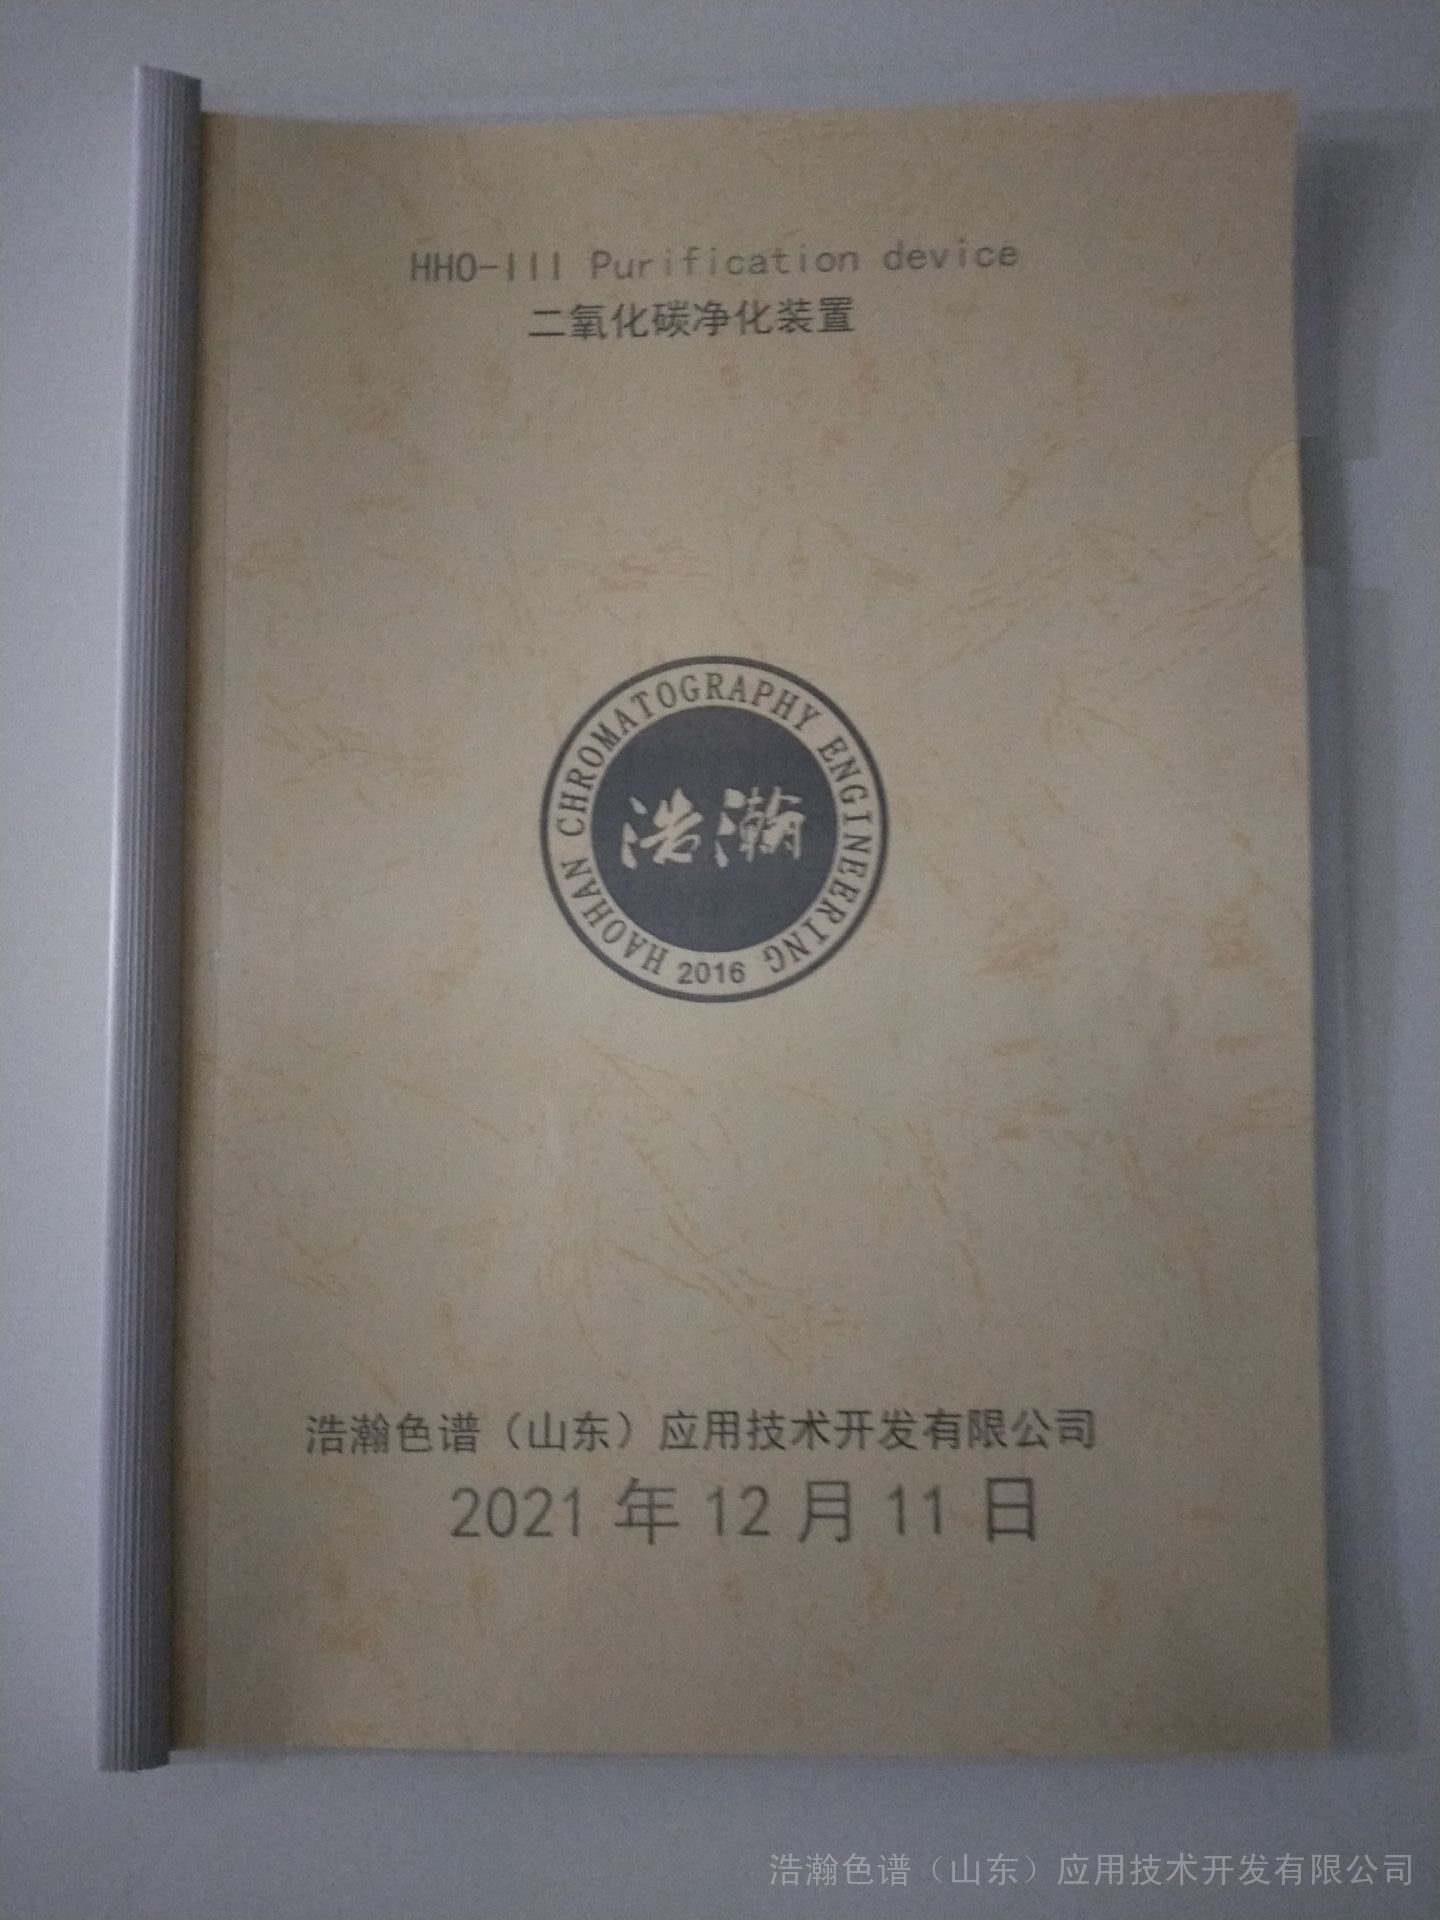 HHO-III Purification device
二氧化碳净化装置
HAOHAN CHROMATOGRAPHY ENGINEERING
浩瀚
2016
浩瀚色谱（山东）应用技术开发有限公司
2021 年 12 月 11 日
浩瀚色谱（山东）应用技术开发有限公司